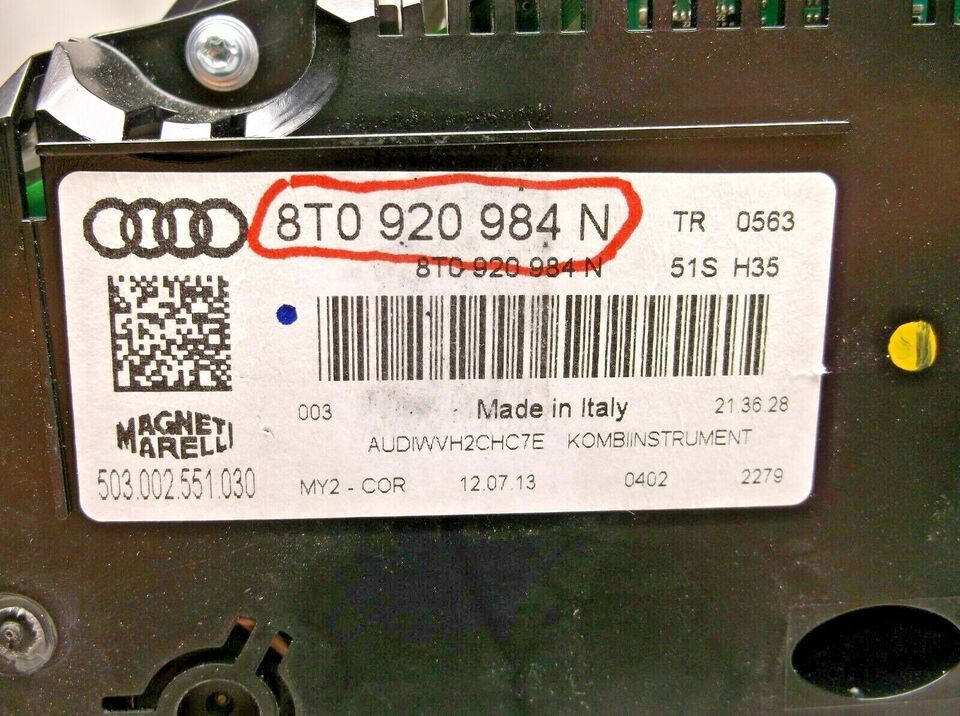 8T0 920 984 N TR 0563
8T0 920 984 N 51S H35
003 Made in Italy 21.36.28
MAGNETI
MARELLI
AUDIWVH2CHC7E KOMBIINSTRUMENT
503.002.551.030 MY2 - COR 12.07.13 0402 2279